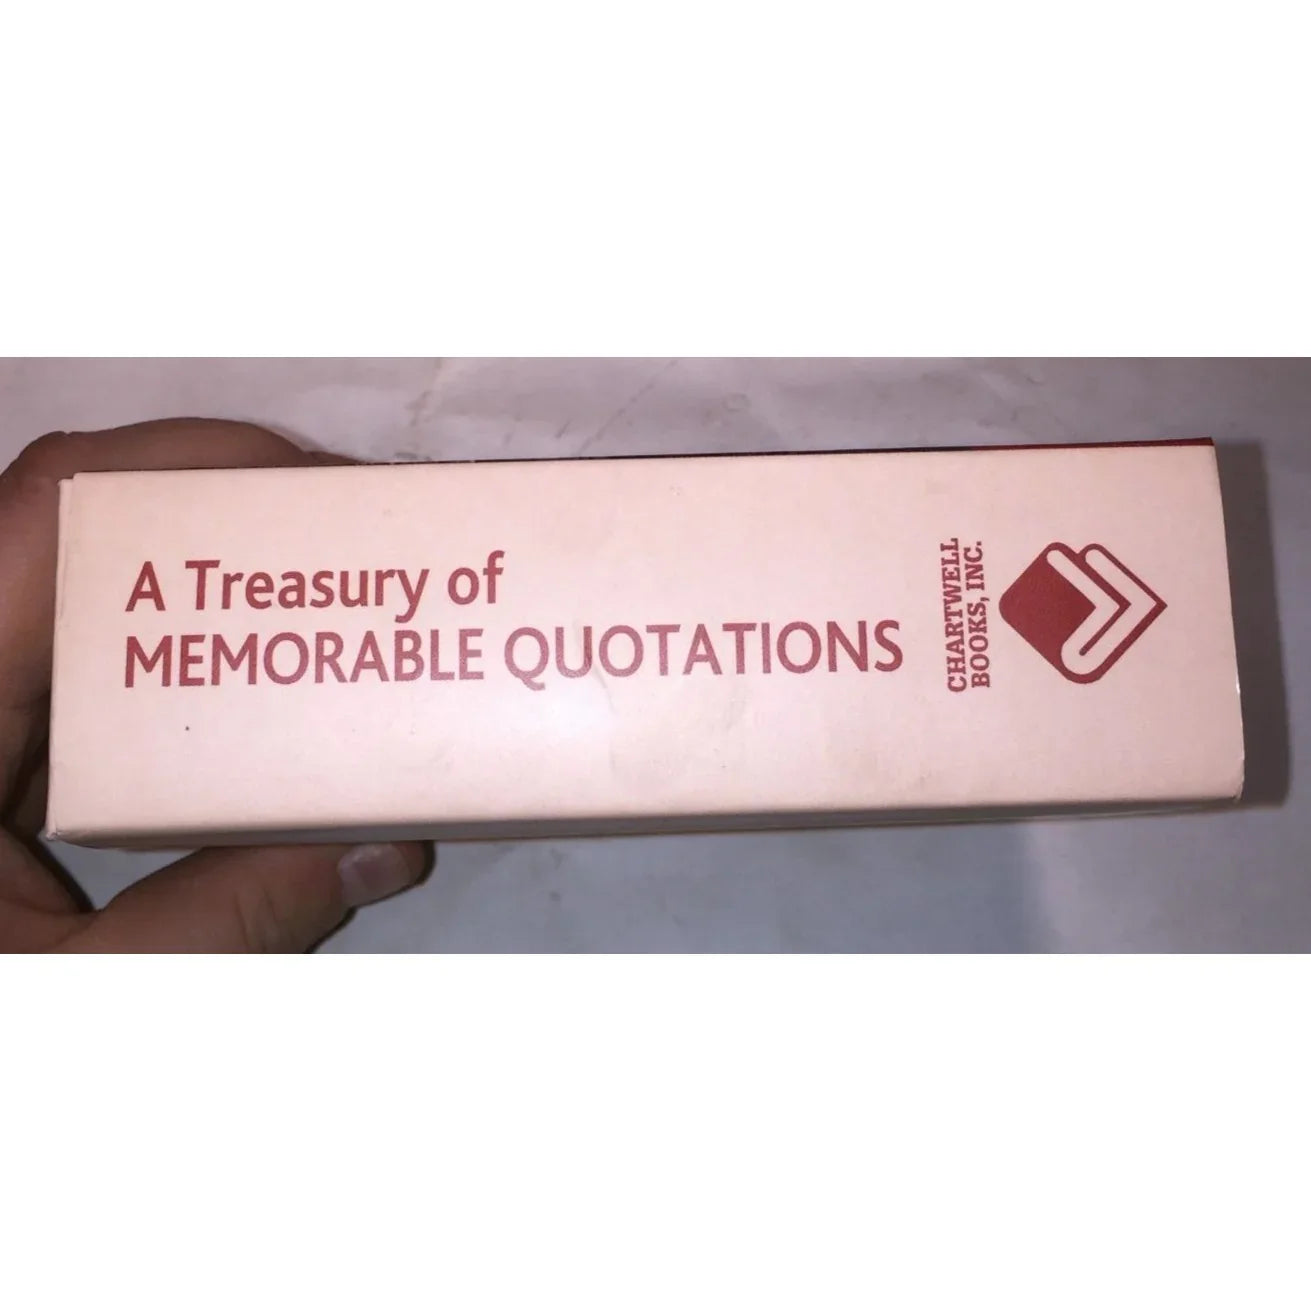 A Treasury of
MEMORABLE QUOTATIONS
CHARTWELL
BOOKS, INC.